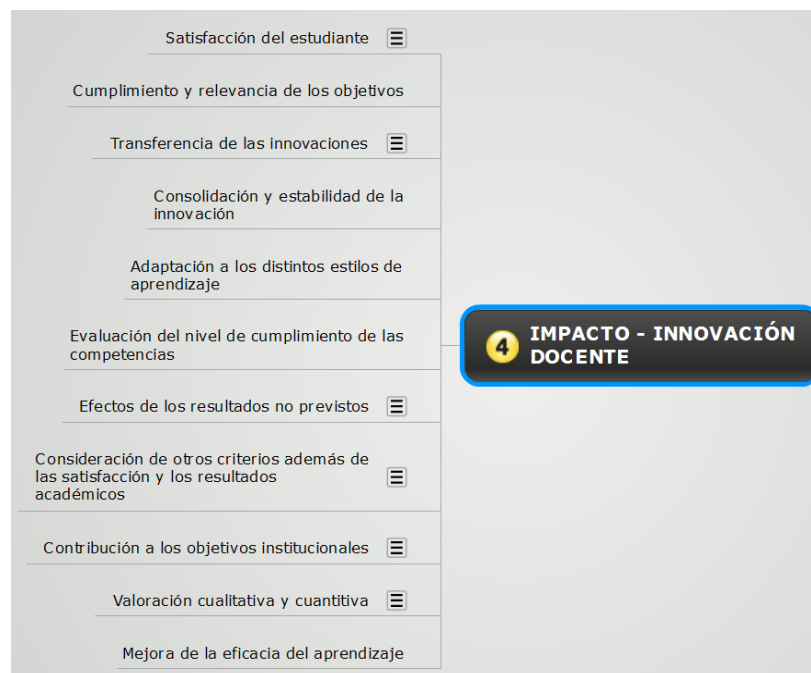 Satisfacción del estudiante
Cumplimiento y relevancia de los objetivos
Transferencia de las innovaciones
Consolidación y estabilidad de la
innovación
Adaptación a los distintos estilos de
aprendizaje
Evaluación del nivel de cumplimiento de las
competencias
Efectos de los resultados no previstos
Consideración de otros criterios además de
las satisfacción y los resultados
académicos
Contribución a los objetivos institucionales
Valoración cualitativa y cuantitiva
Mejora de la eficacia del aprendizaje
4 IMPACTO - INNOVACIÓN
DOCENTE